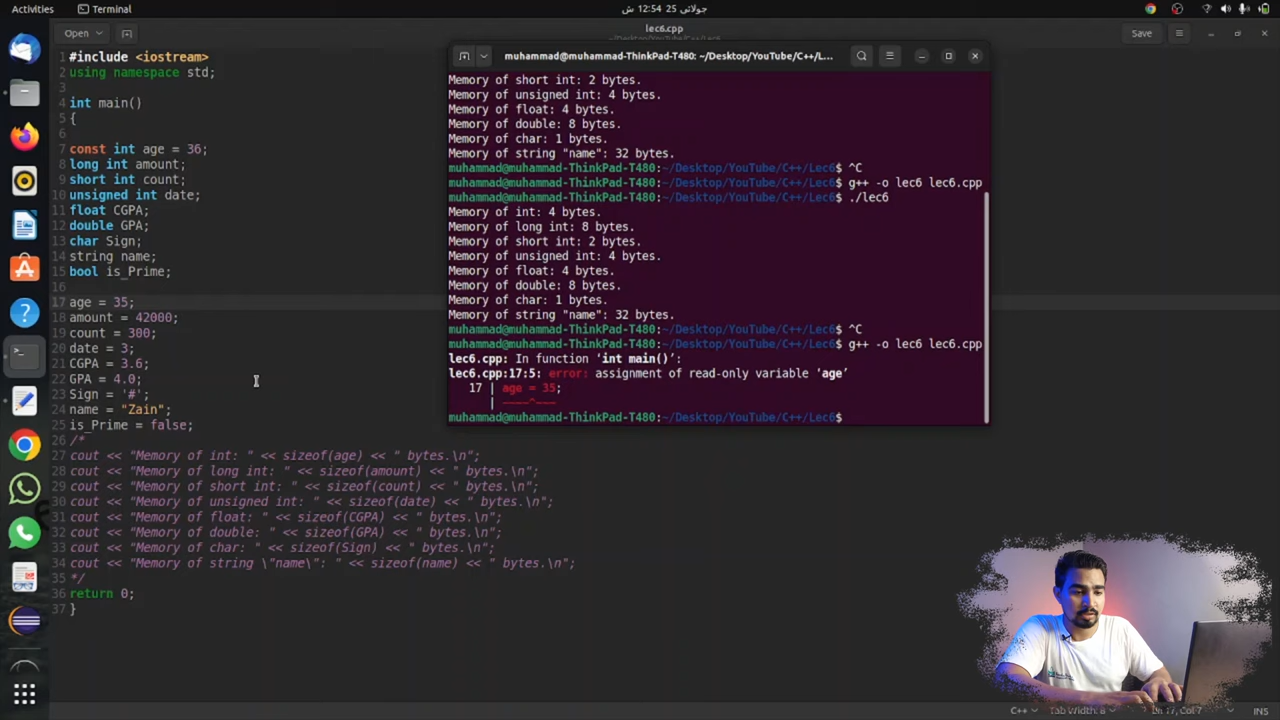 Activities
Terminal
جولائی 25 12:54 ش
Open
lec6.cpp
~/Desktop/YouTube/C++/Lec6
Save
1 #include <iostream>
2 using namespace std;
3
4 int main()
5 {
6
7 const int age = 36;
8 long int amount;
9 short int count;
10 unsigned int date;
11 float CGPA;
12 double GPA;
13 char Sign;
14 string name;
15 bool is_Prime;
16
17 age = 35;
18 amount = 42000;
19 count = 300;
20 date = 3;
21 CGPA = 3.6;
22 GPA = 4.0;
23 Sign = '#';
24 name = "Zain";
25 is_Prime = false;
26 /*
27 cout << "Memory of int: " << sizeof(age) << " bytes.\n";
28 cout << "Memory of long int: " << sizeof(amount) << " bytes.\n";
29 cout << "Memory of short int: " << sizeof(count) << " bytes.\n";
30 cout << "Memory of unsigned int: " << sizeof(date) << " bytes.\n";
31 cout << "Memory of float: " << sizeof(CGPA) << " bytes.\n";
32 cout << "Memory of double: " << sizeof(GPA) << " bytes.\n";
33 cout << "Memory of char: " << sizeof(Sign) << " bytes.\n";
34 cout << "Memory of string \"name\": " << sizeof(name) << " bytes.\n";
35 */
36 return 0;
37 }
muhammad@muhammad-ThinkPad-T480: ~/Desktop/YouTube/C++/L...
Memory of short int: 2 bytes.
Memory of unsigned int: 4 bytes.
Memory of float: 4 bytes.
Memory of double: 8 bytes.
Memory of char: 1 bytes.
Memory of string "name": 32 bytes.
muhammad@muhammad-ThinkPad-T480:~/Desktop/YouTube/C++/Lec6$ ^C
muhammad@muhammad-ThinkPad-T480:~/Desktop/YouTube/C++/Lec6$ g++ -o lec6 lec6.cpp
muhammad@muhammad-ThinkPad-T480:~/Desktop/YouTube/C++/Lec6$ ./lec6
Memory of int: 4 bytes.
Memory of long int: 8 bytes.
Memory of short int: 2 bytes.
Memory of unsigned int: 4 bytes.
Memory of float: 4 bytes.
Memory of double: 8 bytes.
Memory of char: 1 bytes.
Memory of string "name": 32 bytes.
muhammad@muhammad-ThinkPad-T480:~/Desktop/YouTube/C++/Lec6$ ^C
muhammad@muhammad-ThinkPad-T480:~/Desktop/YouTube/C++/Lec6$ g++ -o lec6 lec6.cpp
lec6.cpp: In function ‘int main()’:
lec6.cpp:17:5: error: assignment of read-only variable ‘age’
17 | age = 35;
| ~~~~^~~~
muhammad@muhammad-ThinkPad-T480:~/Desktop/YouTube/C++/Lec6$
C++
Tab Width: 8
Ln 17, Col 7
INS